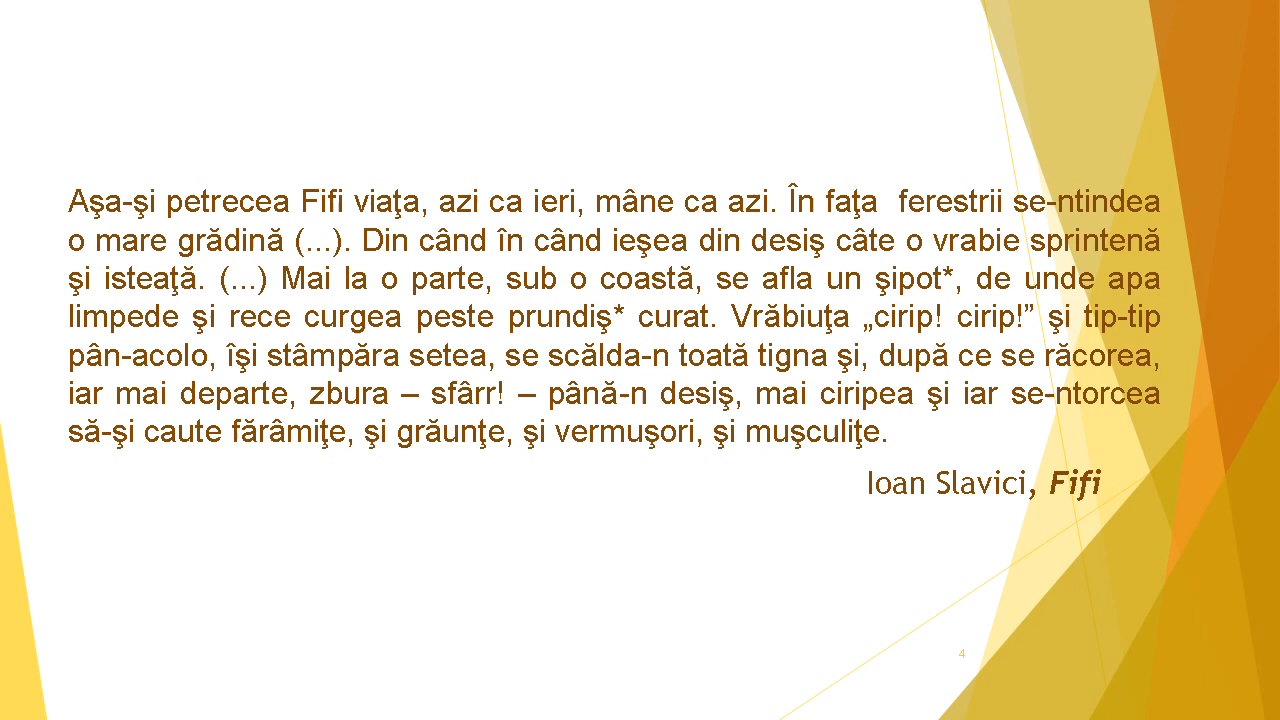 Aşa-şi petrecea Fifi viaţa, azi ca ieri, mâne ca azi. În faţa ferestrii se-ntindea
o mare grădină (...). Din când în când ieşea din desiş câte o vrabie sprintenă
şi isteaţă. (...) Mai la o parte, sub o coastă, se afla un şipot*, de unde apa
limpede şi rece curgea peste prundiş* curat. Vrăbiuţa „cirip! cirip!” şi tip-tip
pân-acolo, îşi stâmpăra setea, se scălda-n toată tigna şi, după ce se răcorea,
iar mai departe, zbura – sfârr! – până-n desiş, mai ciripea şi iar se-ntorcea
să-şi caute fărâmiţe, şi grăunţe, şi vermuşori, şi muşculiţe.
Ioan Slavici, Fifi
4